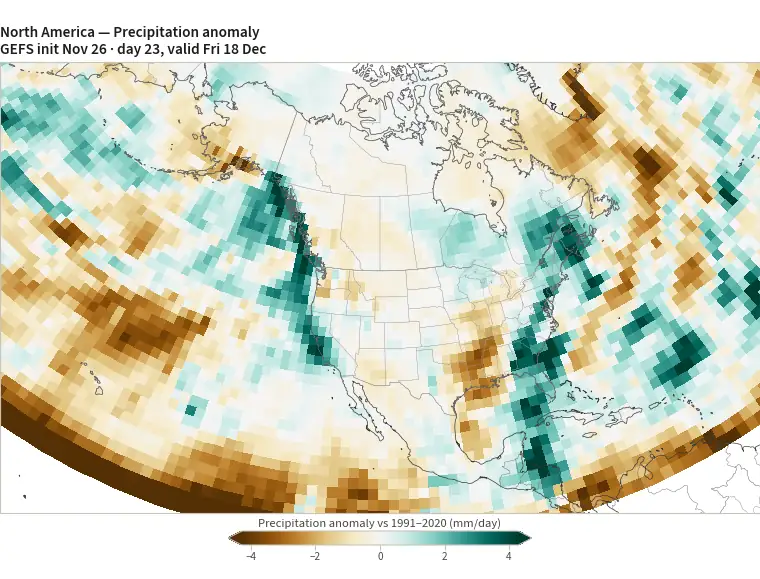 North America — Precipitation anomaly
GEFS init Nov 26 · day 23, valid Fri 18 Dec
Precipitation anomaly vs 1991–2020 (mm/day)
−4 −2 0 2 4